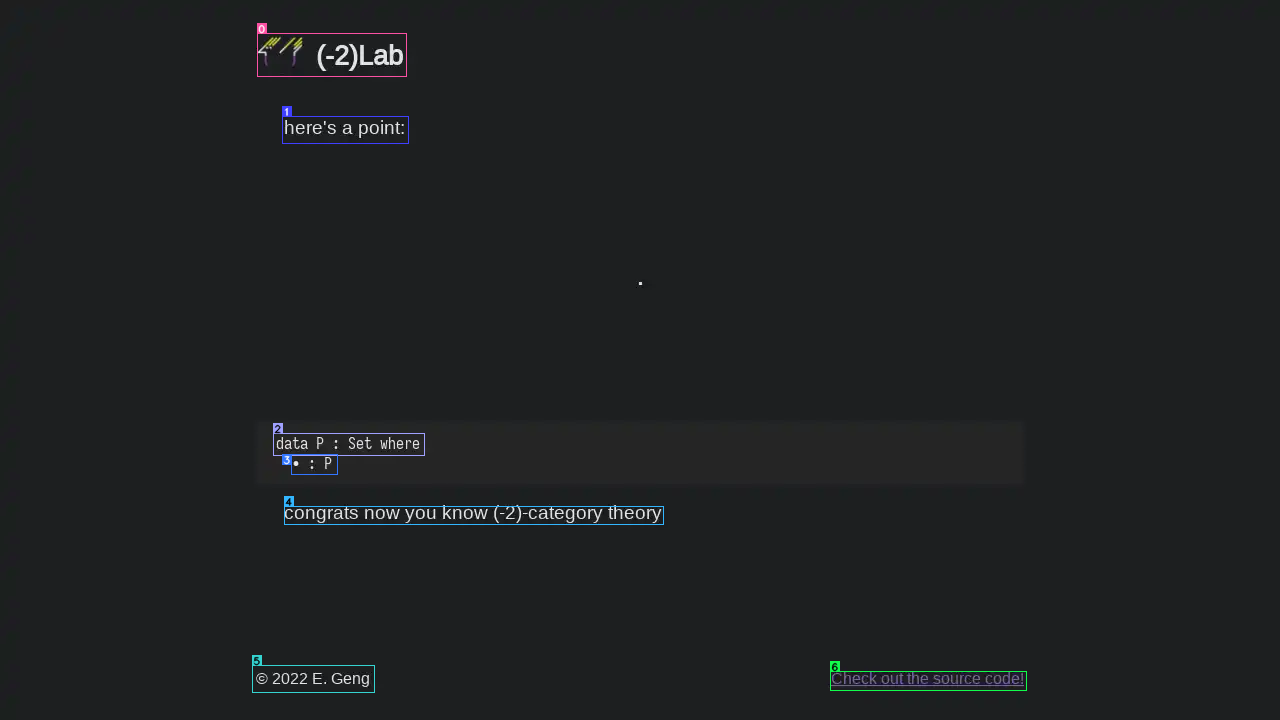 (-2)Lab
here's a point:
.
data P : Set where
• : P
congrats now you know (-2)-category theory
© 2022 E. Geng
Check out the source code!